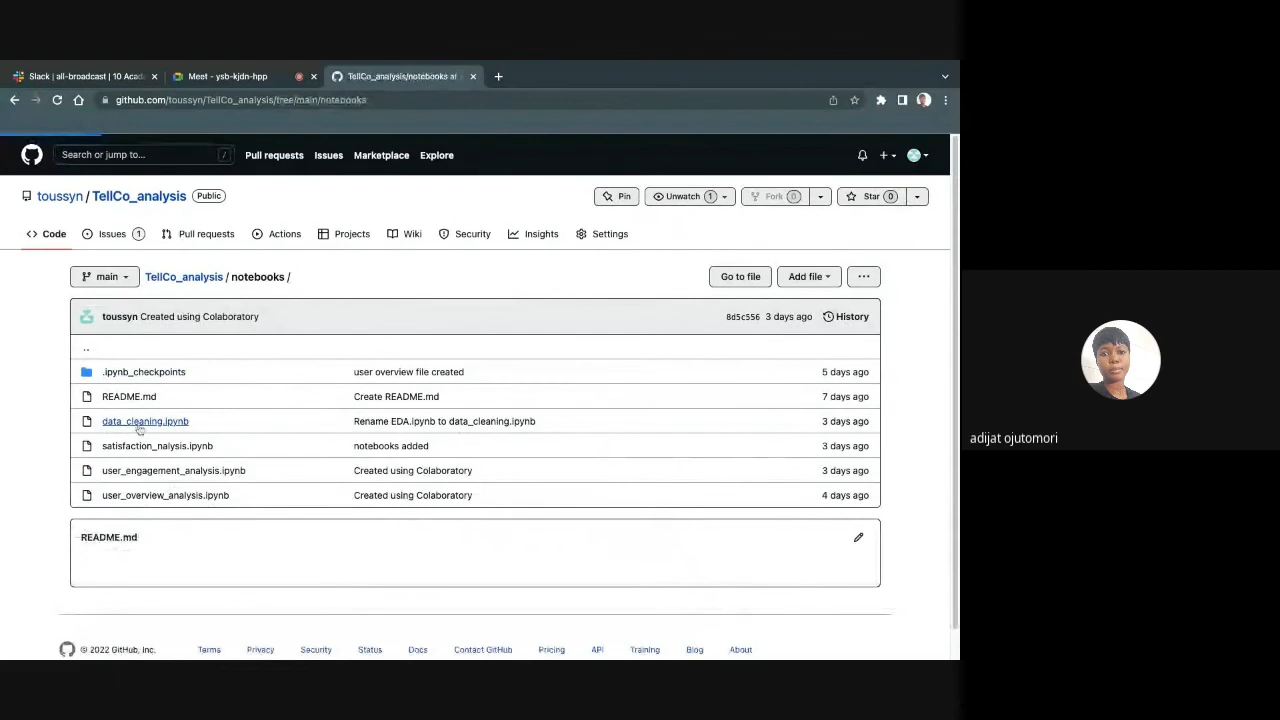 Slack | all-broadcast | 10 Acad
Meet - ysb-kjdn-hpp
TellCo_analysis/notebooks at
github.com/toussyn/TellCo_analysis/tree/main/notebooks
Search or jump to...
/
Pull requests
Issues
Marketplace
Explore
toussyn / TellCo_analysis
Public
Pin
Unwatch 1
Fork 0
Star 0
Code
Issues 1
Pull requests
Actions
Projects
Wiki
Security
Insights
Settings
main
TellCo_analysis / notebooks /
Go to file
Add file
toussyn Created using Colaboratory
8d5c556 3 days ago
History
..
.ipynb_checkpoints user overview file created 5 days ago
README.md Create README.md 7 days ago
data_cleaning.ipynb Rename EDA.ipynb to data_cleaning.ipynb 3 days ago
satisfaction_nalysis.ipynb notebooks added 3 days ago
user_engagement_analysis.ipynb Created using Colaboratory 3 days ago
user_overview_analysis.ipynb Created using Colaboratory 4 days ago
README.md
© 2022 GitHub, Inc. Terms Privacy Security Status Docs Contact GitHub Pricing API Training Blog About
adijat ojutomori